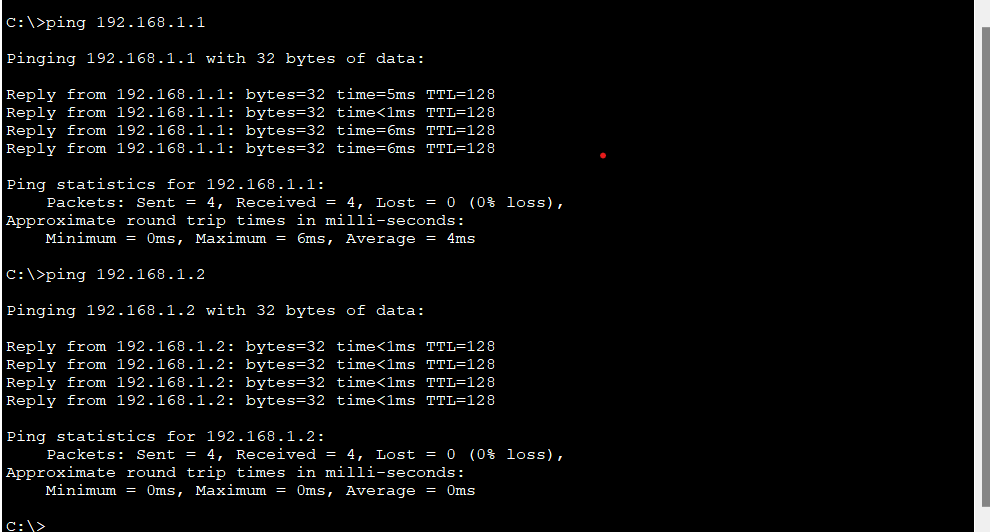 C:\>ping 192.168.1.1
Pinging 192.168.1.1 with 32 bytes of data:
Reply from 192.168.1.1: bytes=32 time=5ms TTL=128
Reply from 192.168.1.1: bytes=32 time<1ms TTL=128
Reply from 192.168.1.1: bytes=32 time=6ms TTL=128
Reply from 192.168.1.1: bytes=32 time=6ms TTL=128
Ping statistics for 192.168.1.1:
Packets: Sent = 4, Received = 4, Lost = 0 (0% loss),
Approximate round trip times in milli-seconds:
Minimum = 0ms, Maximum = 6ms, Average = 4ms
C:\>ping 192.168.1.2
Pinging 192.168.1.2 with 32 bytes of data:
Reply from 192.168.1.2: bytes=32 time<1ms TTL=128
Reply from 192.168.1.2: bytes=32 time<1ms TTL=128
Reply from 192.168.1.2: bytes=32 time<1ms TTL=128
Reply from 192.168.1.2: bytes=32 time<1ms TTL=128
Ping statistics for 192.168.1.2:
Packets: Sent = 4, Received = 4, Lost = 0 (0% loss),
Approximate round trip times in milli-seconds:
Minimum = 0ms, Maximum = 0ms, Average = 0ms
C:\>